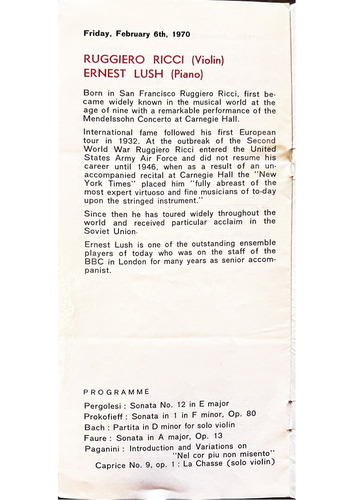 Friday, February 6th, 1970
RUGGIERO RICCI (Violin)
ERNEST LUSH (Piano)
Born in San Francisco Ruggiero Ricci, first be-
came widely known in the musical world at the
age of nine with a remarkable performance of the
Mendelssohn Concerto at Carnegie Hall.
International fame followed his first European
tour in 1932. At the outbreak of the Second
World War Ruggiero Ricci entered the United
States Army Air Force and did not resume his
career until 1946, when as a result of an un-
accompanied recital at Carnegie Hall the "New
York Times" placed him "fully abreast of the
most expert virtuoso and fine musicians of to-day
upon the stringed instrument."
Since then he has toured widely throughout the
world and received particular acclaim in the
Soviet Union.
Ernest Lush is one of the outstanding ensemble
players of today who was on the staff of the
BBC in London for many years as senior accom-
panist.
PROGRAMME
Pergolesi : Sonata No. 12 in E major
Prokofieff : Sonata in 1 in F minor, Op. 80
Bach : Partita in D minor for solo violin
Faure : Sonata in A major, Op. 13
Paganini : Introduction and Variations on
"Nel cor piu non misento"
Caprice No. 9, op. 1 : La Chasse (solo violin)